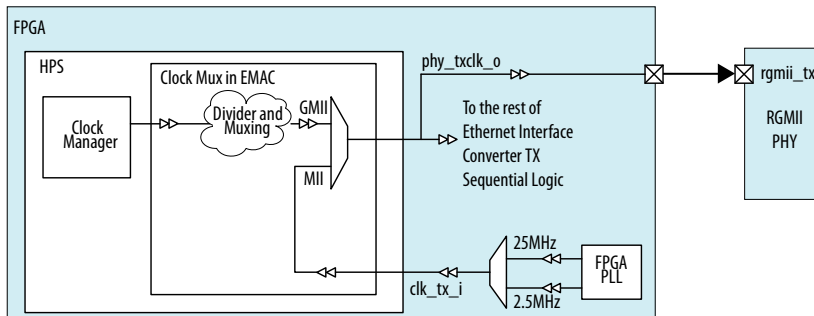 FPGA
HPS
Clock Mux in EMAC
Clock
Manager
Divider and
Muxing
GMII
MII
phy_txclk_o
To the rest of
Ethernet Interface
Converter TX
Sequential Logic
clk_tx_i
25MHz
2.5MHz
FPGA
PLL
rgmii_tx
RGMII
PHY